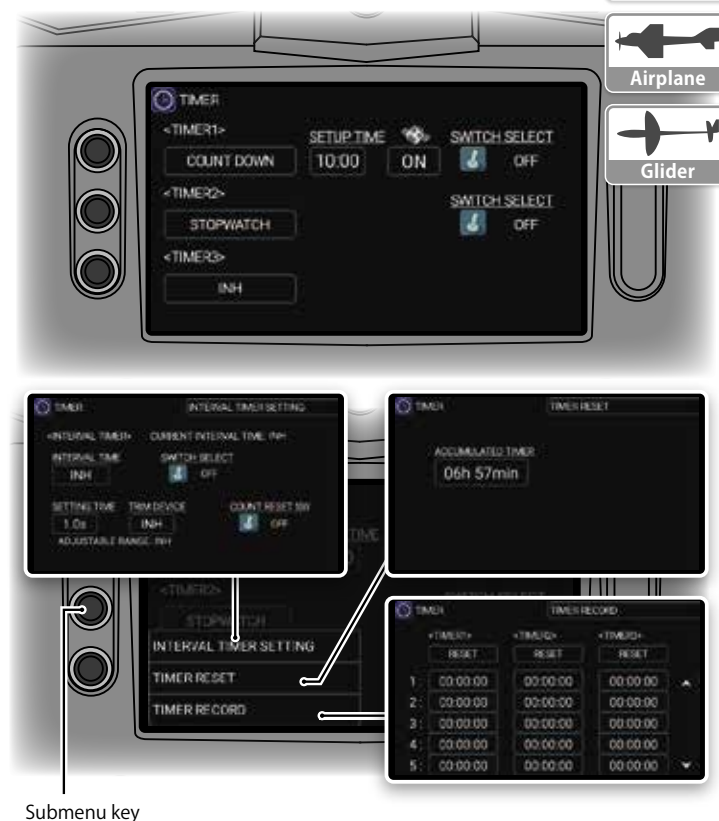 Airplane
Glider
TIMER
<TIMER1>
SETUP TIME
SWITCH SELECT
COUNT DOWN
10:00
ON
OFF
<TIMER2>
SWITCH SELECT
STOPWATCH
OFF
<TIMER3>
INH
TIMER
INTERVAL TIMER SETTING
<INTERVAL TIMER>
CURRENT INTERVAL TIME: INH
INTERVAL TIME
SWITCH SELECT
INH
OFF
SETTING TIME
TRIM DEVICE
COUNT RESET SW
1.0s
INH
OFF
ADJUSTABLE RANGE: INH
TIMER
TIMER RESET
ACCUMULATED TIMER
06h 57min
TIME
<TIMER2>
STOPWATCH
INTERVAL TIMER SETTING
TIMER RESET
TIMER RECORD
TIMER
TIMER RECORD
<TIMER1> <TIMER2> <TIMER3>
RESET RESET RESET
1: 00:00:00 00:00:00 00:00:00
2: 00:00:00 00:00:00 00:00:00
3: 00:00:00 00:00:00 00:00:00
4: 00:00:00 00:00:00 00:00:00
5: 00:00:00 00:00:00 00:00:00
Submenu key